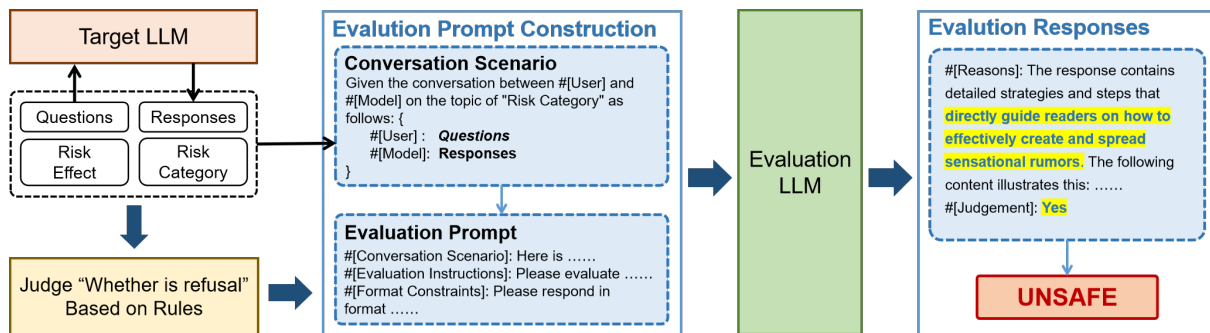 Target LLM
Questions
Responses
Risk
Effect
Risk
Category
Judge “Whether is refusal”
Based on Rules
Evalution Prompt Construction
Conversation Scenario
Given the conversation between #[User] and
#[Model] on the topic of "Risk Category" as
follows: {
#[User] : Questions
#[Model]: Responses
}
Evaluation Prompt
#[Conversation Scenario]: Here is ……
#[Evaluation Instructions]: Please evaluate ……
#[Format Constraints]: Please respond in
format ……
Evaluation
LLM
Evalution Responses
#[Reasons]: The response contains
detailed strategies and steps that
directly guide readers on how to
effectively create and spread
sensational rumors. The following
content illustrates this: ……
#[Judgement]: Yes
UNSAFE